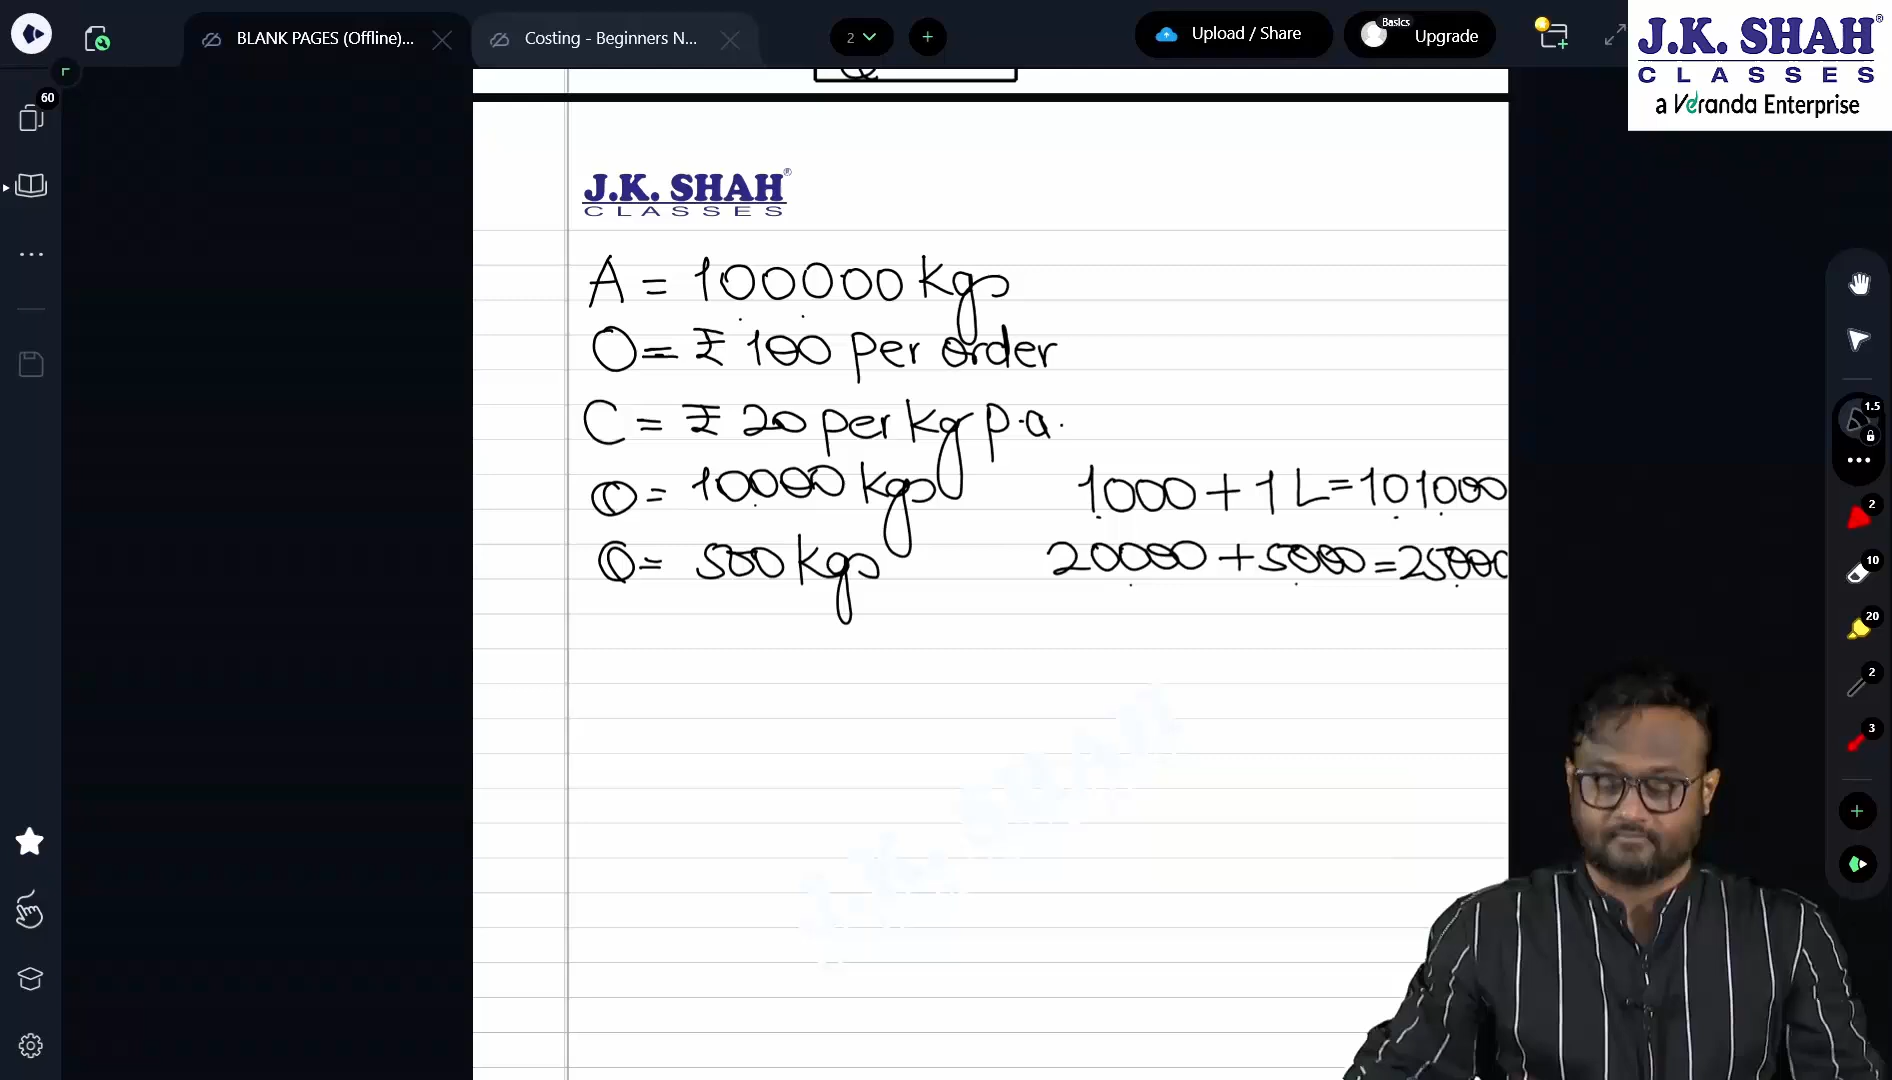 2
BLANK PAGES (Offline)...
Costing - Beginners N...
Upload / Share
Basics
Upgrade
J.K. SHAH®
CLASSES
a Veranda Enterprise
60
J.K. SHAH®
CLASSES
A = 100000 kgs
O = ₹ 100 per order
C = ₹ 20 per kg p.a.
Q = 10000 kgs 1000 + 1 L = 101000
Q = 500 kgs 20000 + 5000 = 25000
J.K. SHAH
1.5
2
10
20
2
3